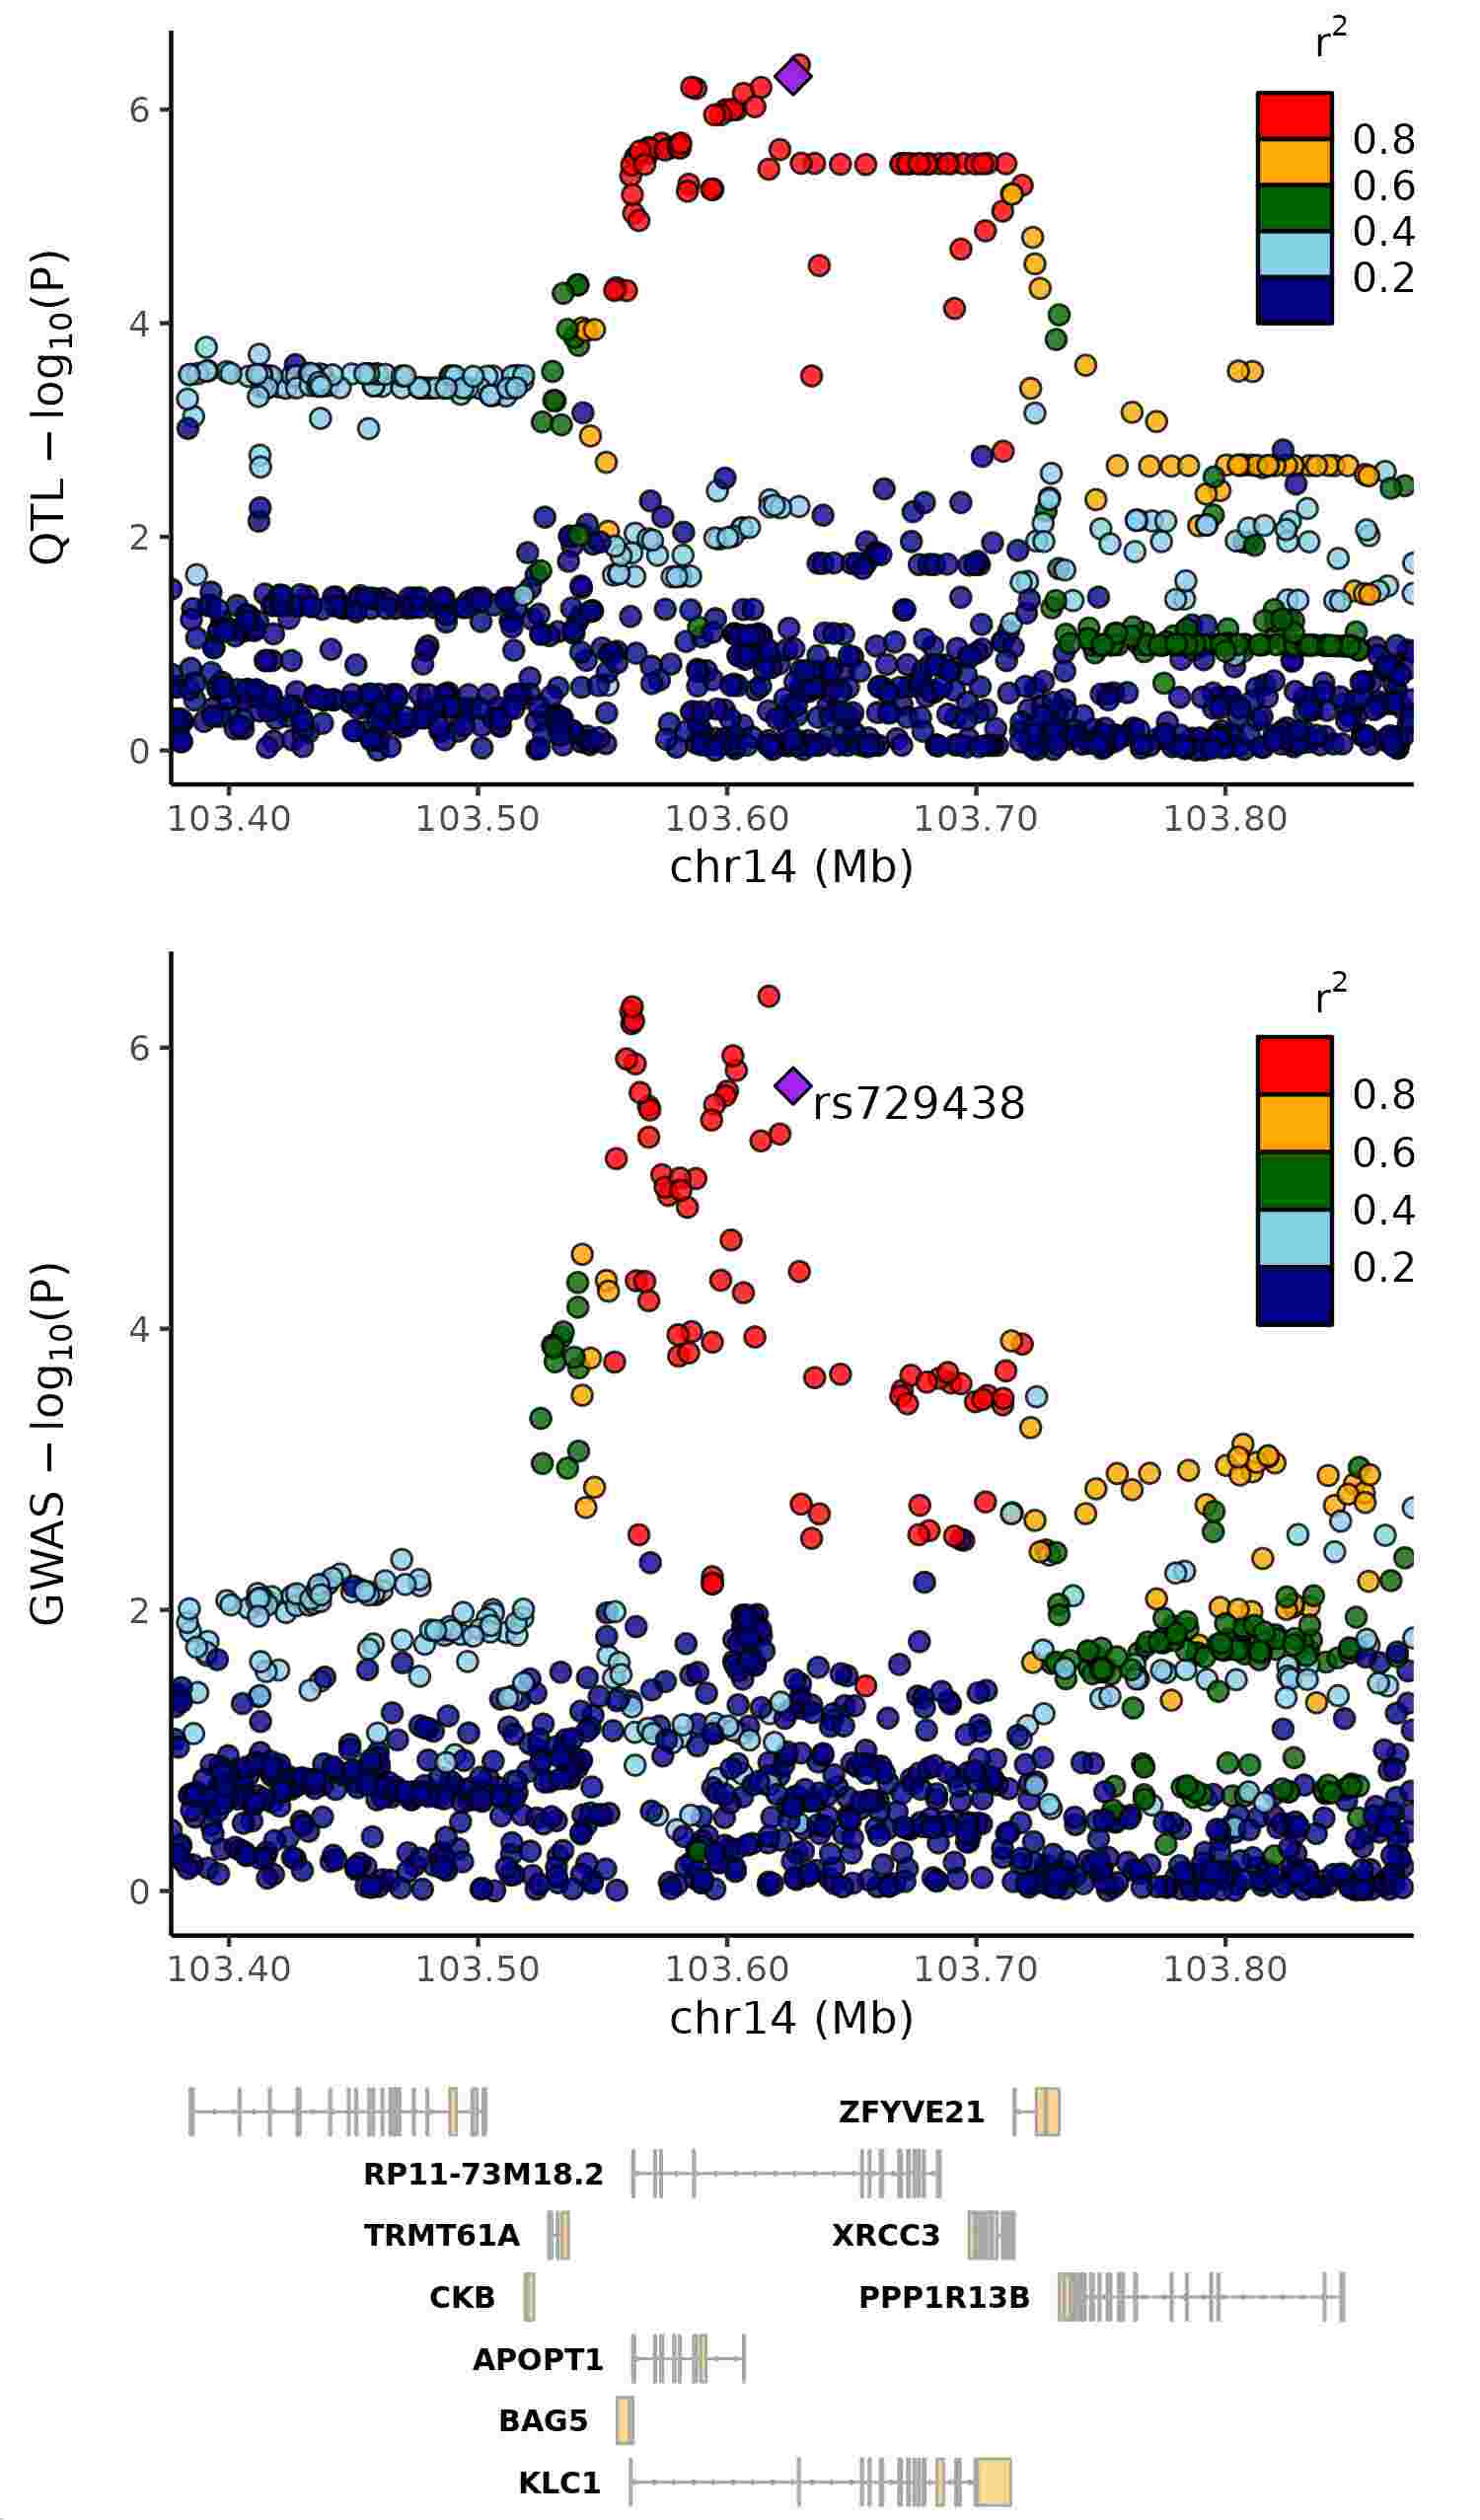 r2
0.8
0.6
0.4
0.2
QTL − log10(P)
6
4
2
0
103.40 103.50 103.60 103.70 103.80
chr14 (Mb)
r2
0.8
0.6
0.4
0.2
rs729438
GWAS − log10(P)
6
4
2
0
103.40 103.50 103.60 103.70 103.80
chr14 (Mb)
ZFYVE21
RP11-73M18.2
TRMT61A XRCC3
CKB PPP1R13B
APOPT1
BAG5
KLC1